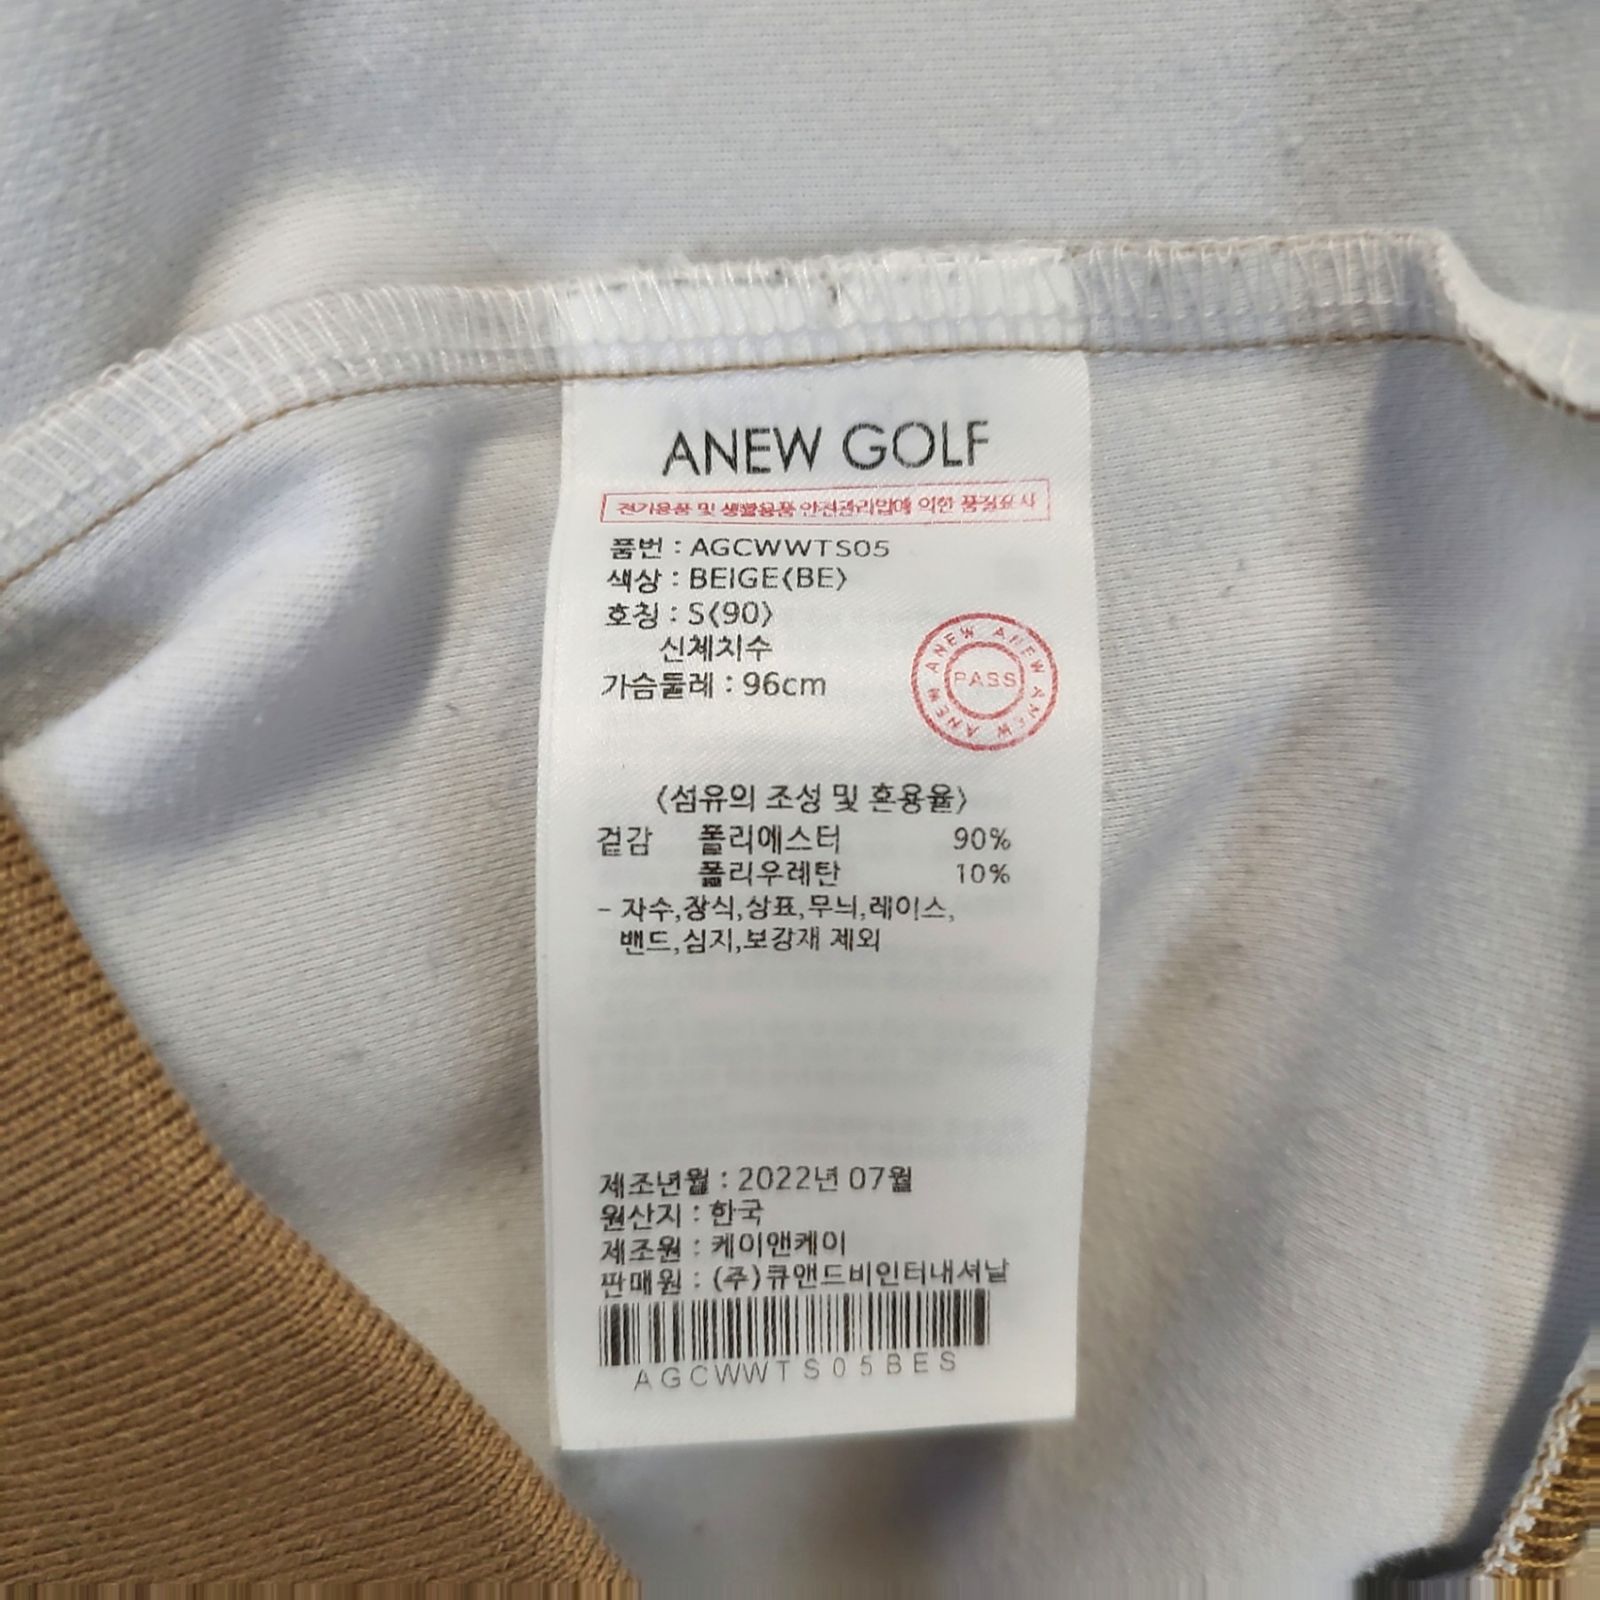 ANEW GOLF
전기용품 및 생활용품 안전관리법에 의한 품질표시
품번 : AGCWWTS05
색상 : BEIGE(BE)
호칭 : S(90)
신체치수
가슴둘레 : 96cm
ANEW ANEW ANEW ANEW
PASS
(섬유의 조성 및 혼용율)
겉감 폴리에스터 90%
폴리우레탄 10%
- 자수,장식,상표,무늬,레이스,
밴드,심지,보강재 제외
제조년월 : 2022년 07월
원산지 : 한국
제조원 : 케이앤케이
판매원 : (주)큐앤드비인터내셔날
AGCWWTS05BES